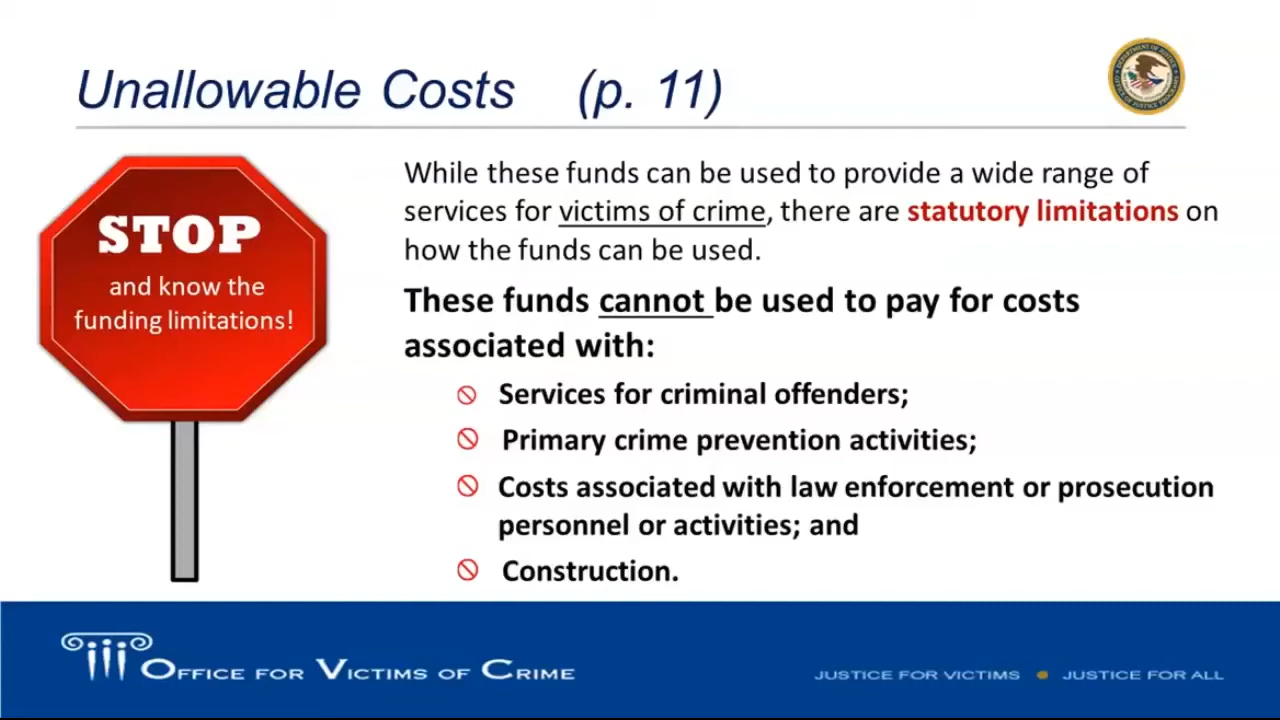 Unallowable Costs (p. 11)
STOP
and know the
funding limitations!
While these funds can be used to provide a wide range of
services for victims of crime, there are statutory limitations on
how the funds can be used.
These funds cannot be used to pay for costs
associated with:
Services for criminal offenders;
Primary crime prevention activities;
Costs associated with law enforcement or prosecution
personnel or activities; and
Construction.
OFFICE FOR VICTIMS OF CRIME
JUSTICE FOR VICTIMS ● JUSTICE FOR ALL